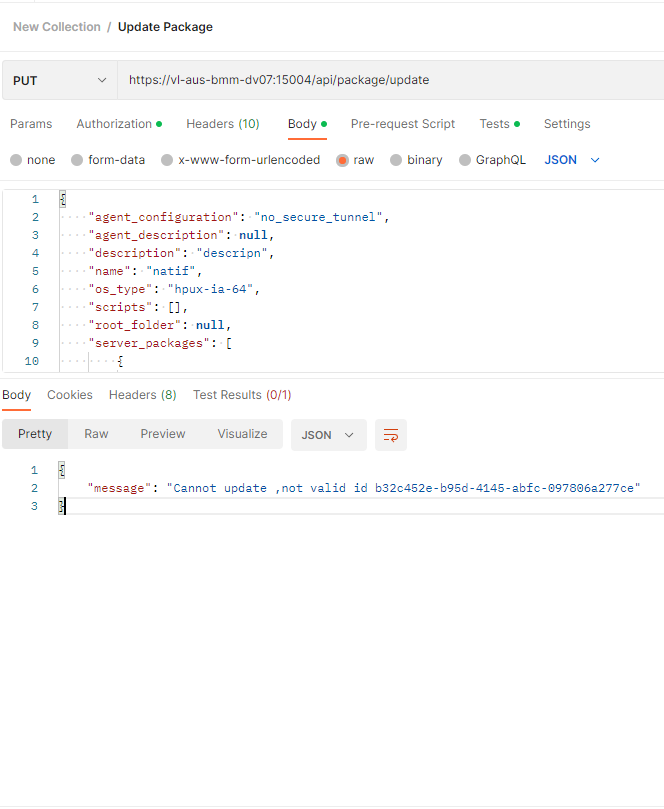 New Collection / Update Package
PUT https://vl-aus-bmm-dv07:15004/api/package/update
Params Authorization Headers (10) Body Pre-request Script Tests Settings
none form-data x-www-form-urlencoded raw binary GraphQL JSON
1 {
2 "agent_configuration": "no_secure_tunnel",
3 "agent_description": null,
4 "description": "descripn",
5 "name": "natif",
6 "os_type": "hpux-ia-64",
7 "scripts": [],
8 "root_folder": null,
9 "server_packages": [
10 {
Body Cookies Headers (8) Test Results (0/1)
Pretty Raw Preview Visualize JSON
1 {
2 "message": "Cannot update ,not valid id b32c452e-b95d-4145-abfc-097806a277ce"
3 }